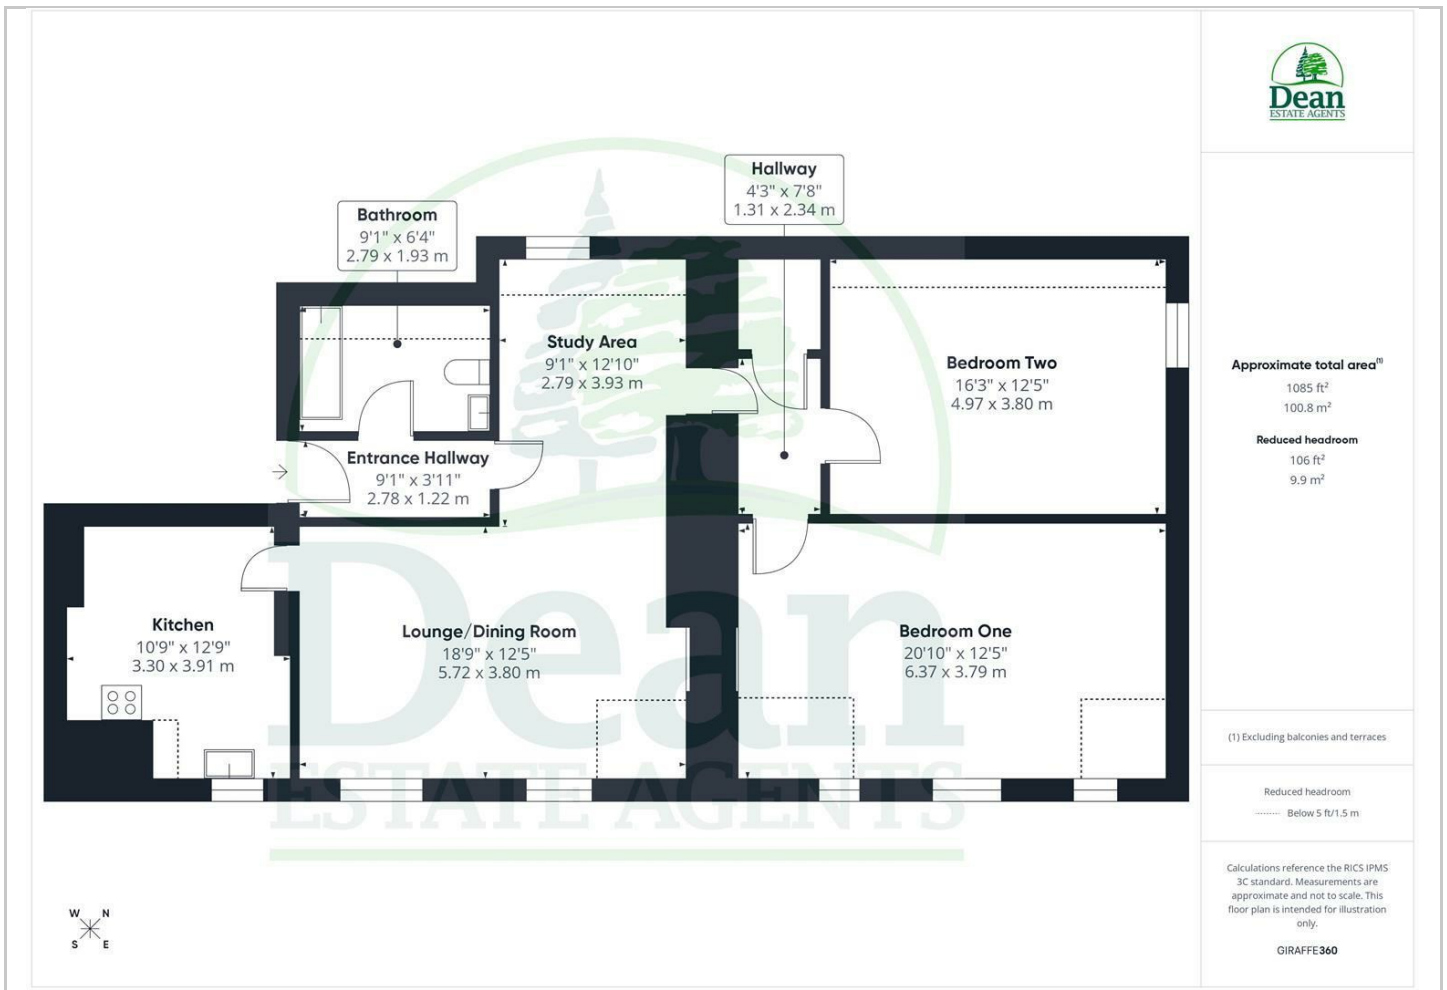 Dean
ESTATE AGENTS
Hallway
4'3" x 7'8"
1.31 x 2.34 m
Bathroom
9'1" x 6'4"
2.79 x 1.93 m
Study Area
9'1" x 12'10"
2.79 x 3.93 m
Bedroom Two
16'3" x 12'5"
4.97 x 3.80 m
Entrance Hallway
9'1" x 3'11"
2.78 x 1.22 m
Kitchen
10'9" x 12'9"
3.30 x 3.91 m
Lounge/Dining Room
18'9" x 12'5"
5.72 x 3.80 m
Bedroom One
20'10" x 12'5"
6.37 x 3.79 m
Dean
ESTATE AGENTS
W N
S E
Approximate total area(1)
1085 ft²
100.8 m²
Reduced headroom
106 ft²
9.9 m²
(1) Excluding balconies and terraces
Reduced headroom
Below 5 ft/1.5 m
Calculations reference the RICS IPMS
3C standard. Measurements are
approximate and not to scale. This
floor plan is intended for illustration
only.
GIRAFFE360